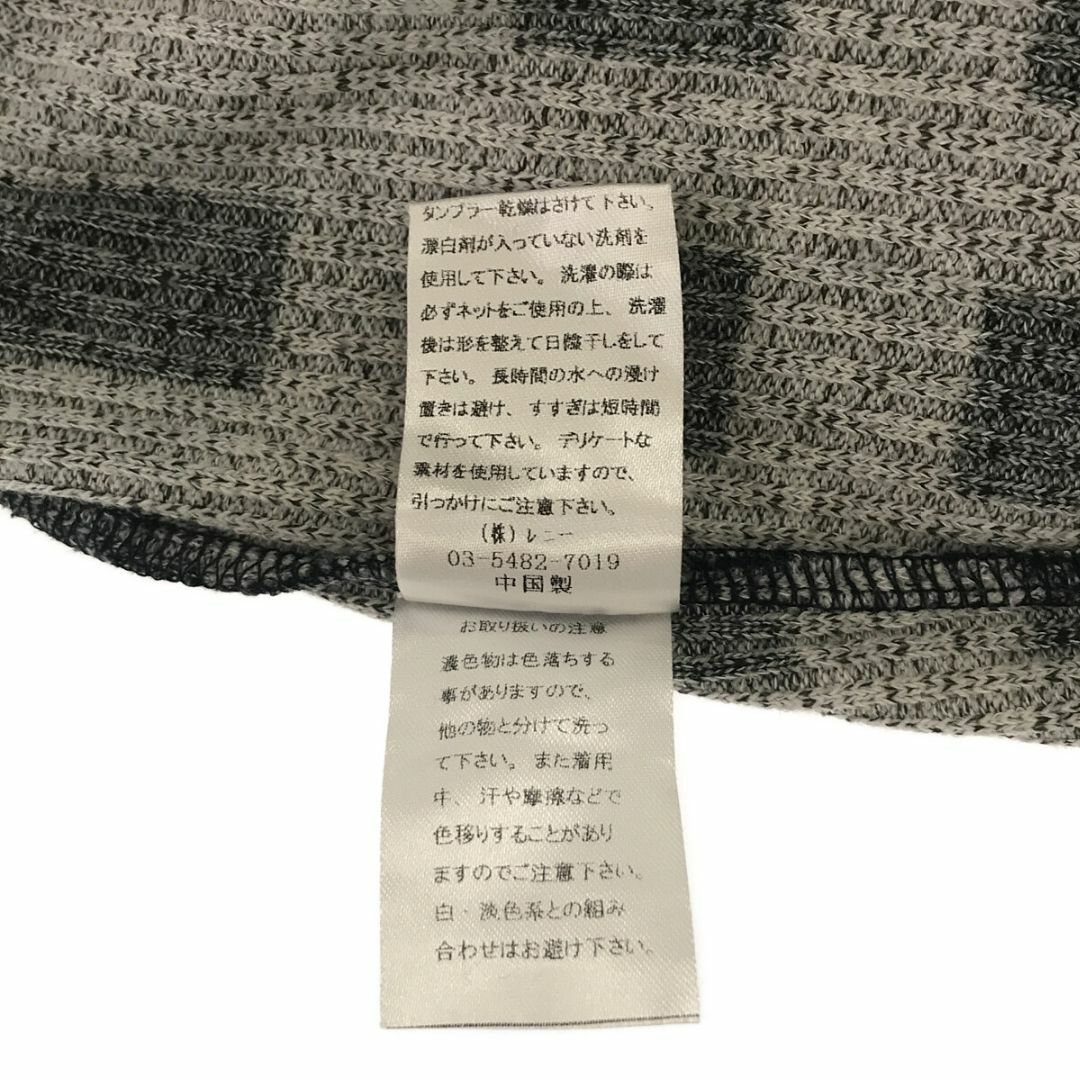 タンブラー乾燥はさけて下さい。
漂白剤が入っていない洗剤を
使用して下さい。洗濯の際は
必ずネットをご使用の上、洗濯
後は形を整えて日陰干しをして
下さい。長時間の水への浸け
置きは避け、すすぎは短時間
で行って下さい。デリケートな
素材を使用していますので、
引っかけにご注意下さい。
(株)レニー
03-5482-7019
中国製
お取り扱いの注意
濃色物は色落ちする
事がありますので、
他の物と分けて洗っ
て下さい。また着用
中、汗や摩擦などで
色移りすることがあり
ますのでご注意下さい。
白・淡色系との組み
合わせはお避け下さい。